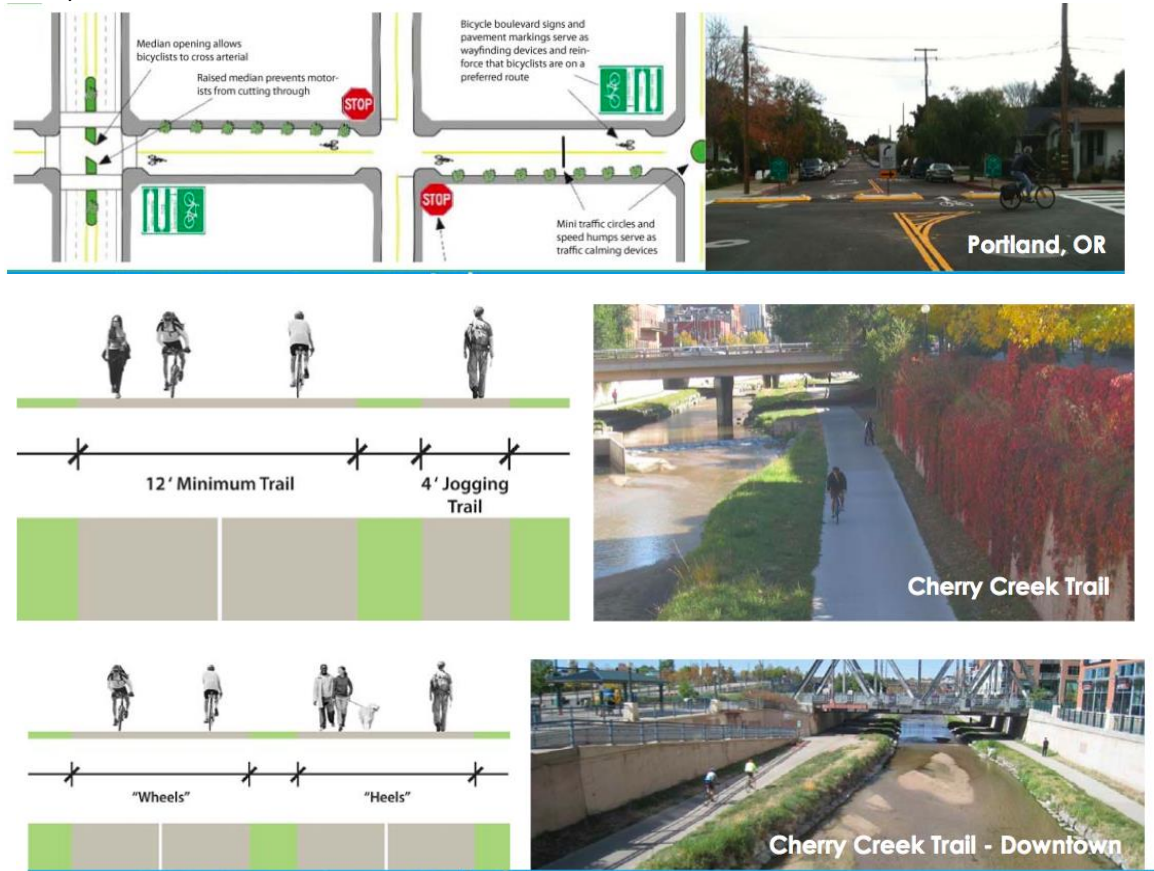 Median opening allows
bicyclists to cross arterial
Raised median prevents motor-
ists from cutting through
STOP
Bicycle boulevard signs and
pavement markings serve as
wayfinding devices and rein-
force that bicyclists are on a
preferred route
STOP
Mini traffic circles and
speed humps serve as
traffic calming devices
Portland, OR
12' Minimum Trail
4' Jogging
Trail
Cherry Creek Trail
"Wheels"
"Heels"
Cherry Creek Trail - Downtown